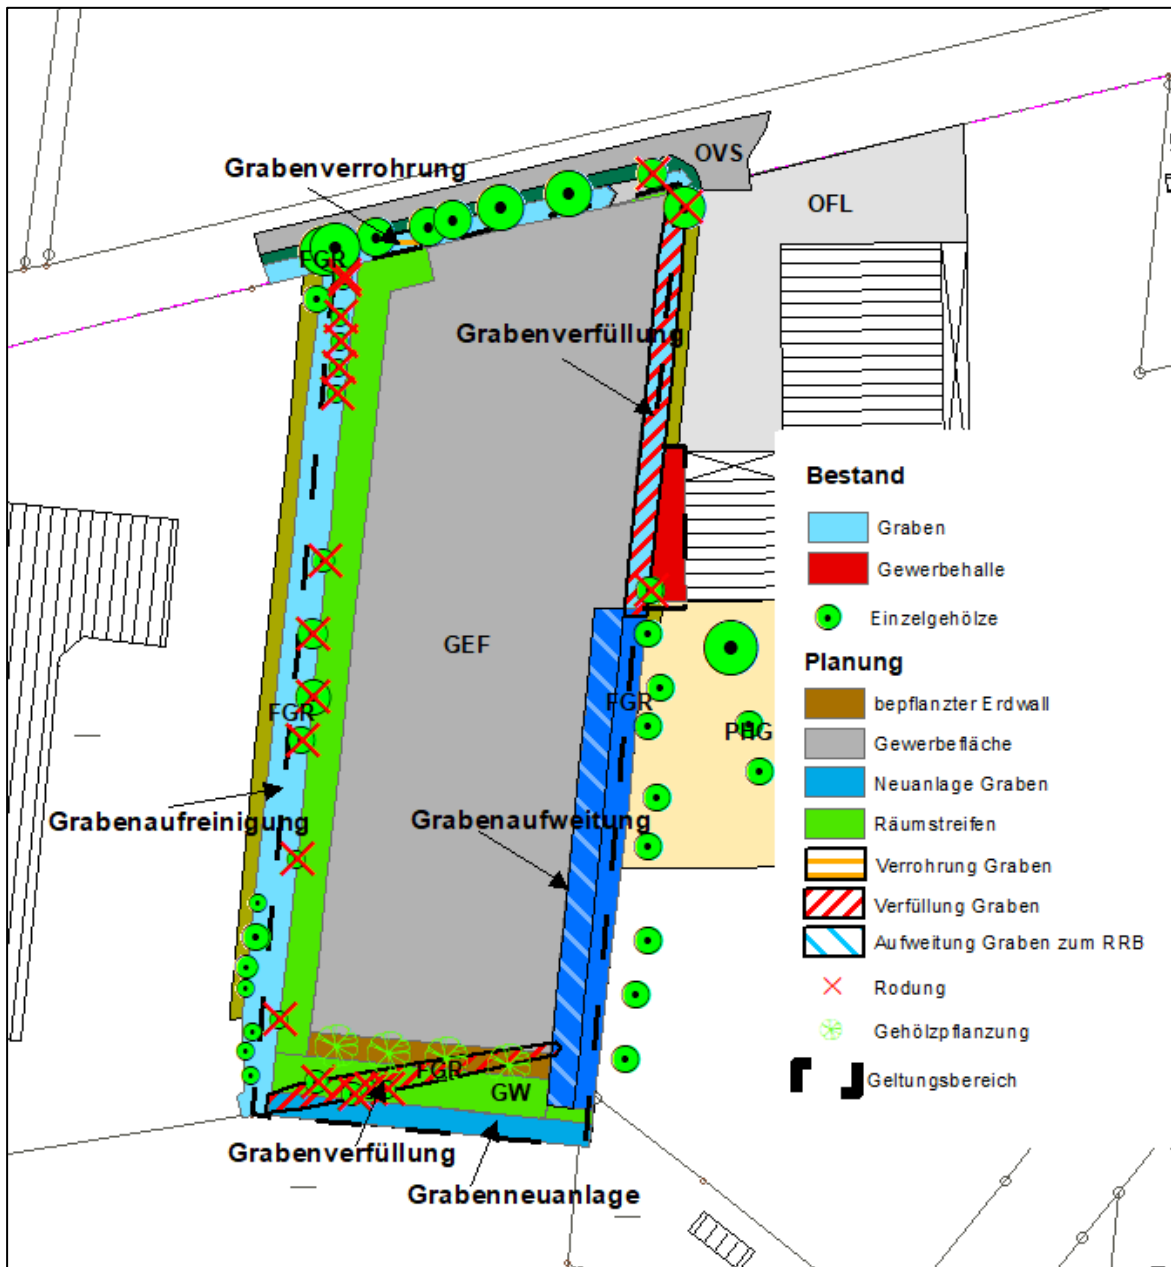 OVS
Grabenverrohrung
OFL
FGR
Grabenverfüllung
Bestand
Graben
Gewerbehalle
Einzelgehölze
GEF
Planung
FGR
bepflanzter Erdwall
FGR
PHG
Gewerbefläche
Neuanlage Graben
Grabenaufreinigung
Grabenaufweitung
Räumstreifen
Verrohrung Graben
Verfüllung Graben
Aufweitung Graben zum RRB
Rodung
Gehölzpflanzung
FGR
GW
Geltungsbereich
Grabenverfüllung
Grabenneuanlage